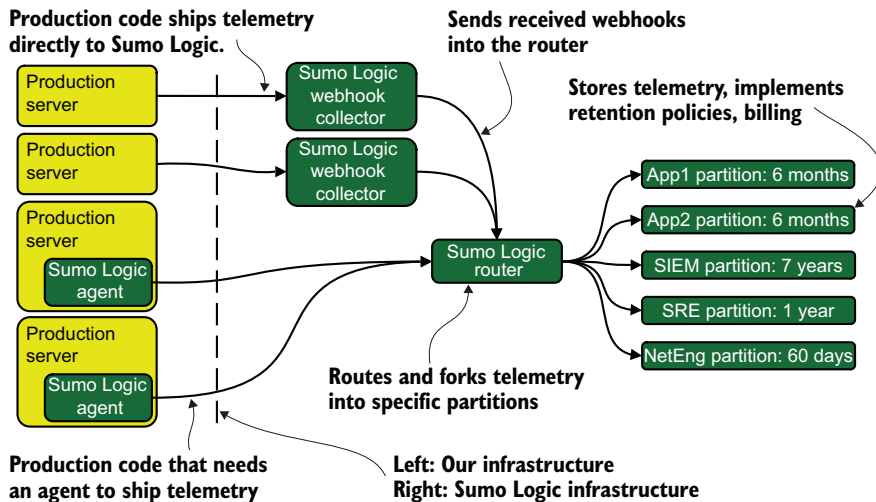 Production code ships telemetry
directly to Sumo Logic.
Sends received webhooks
into the router
Production
server
Sumo Logic
webhook
collector
Stores telemetry, implements
retention policies, billing
Production
server
Sumo Logic
webhook
collector
App1 partition: 6 months
App2 partition: 6 months
Production
server
Sumo Logic
agent
Sumo Logic
router
SIEM partition: 7 years
SRE partition: 1 year
NetEng partition: 60 days
Production
server
Sumo Logic
agent
Routes and forks telemetry
into specific partitions
Production code that needs
an agent to ship telemetry
Left: Our infrastructure
Right: Sumo Logic infrastructure